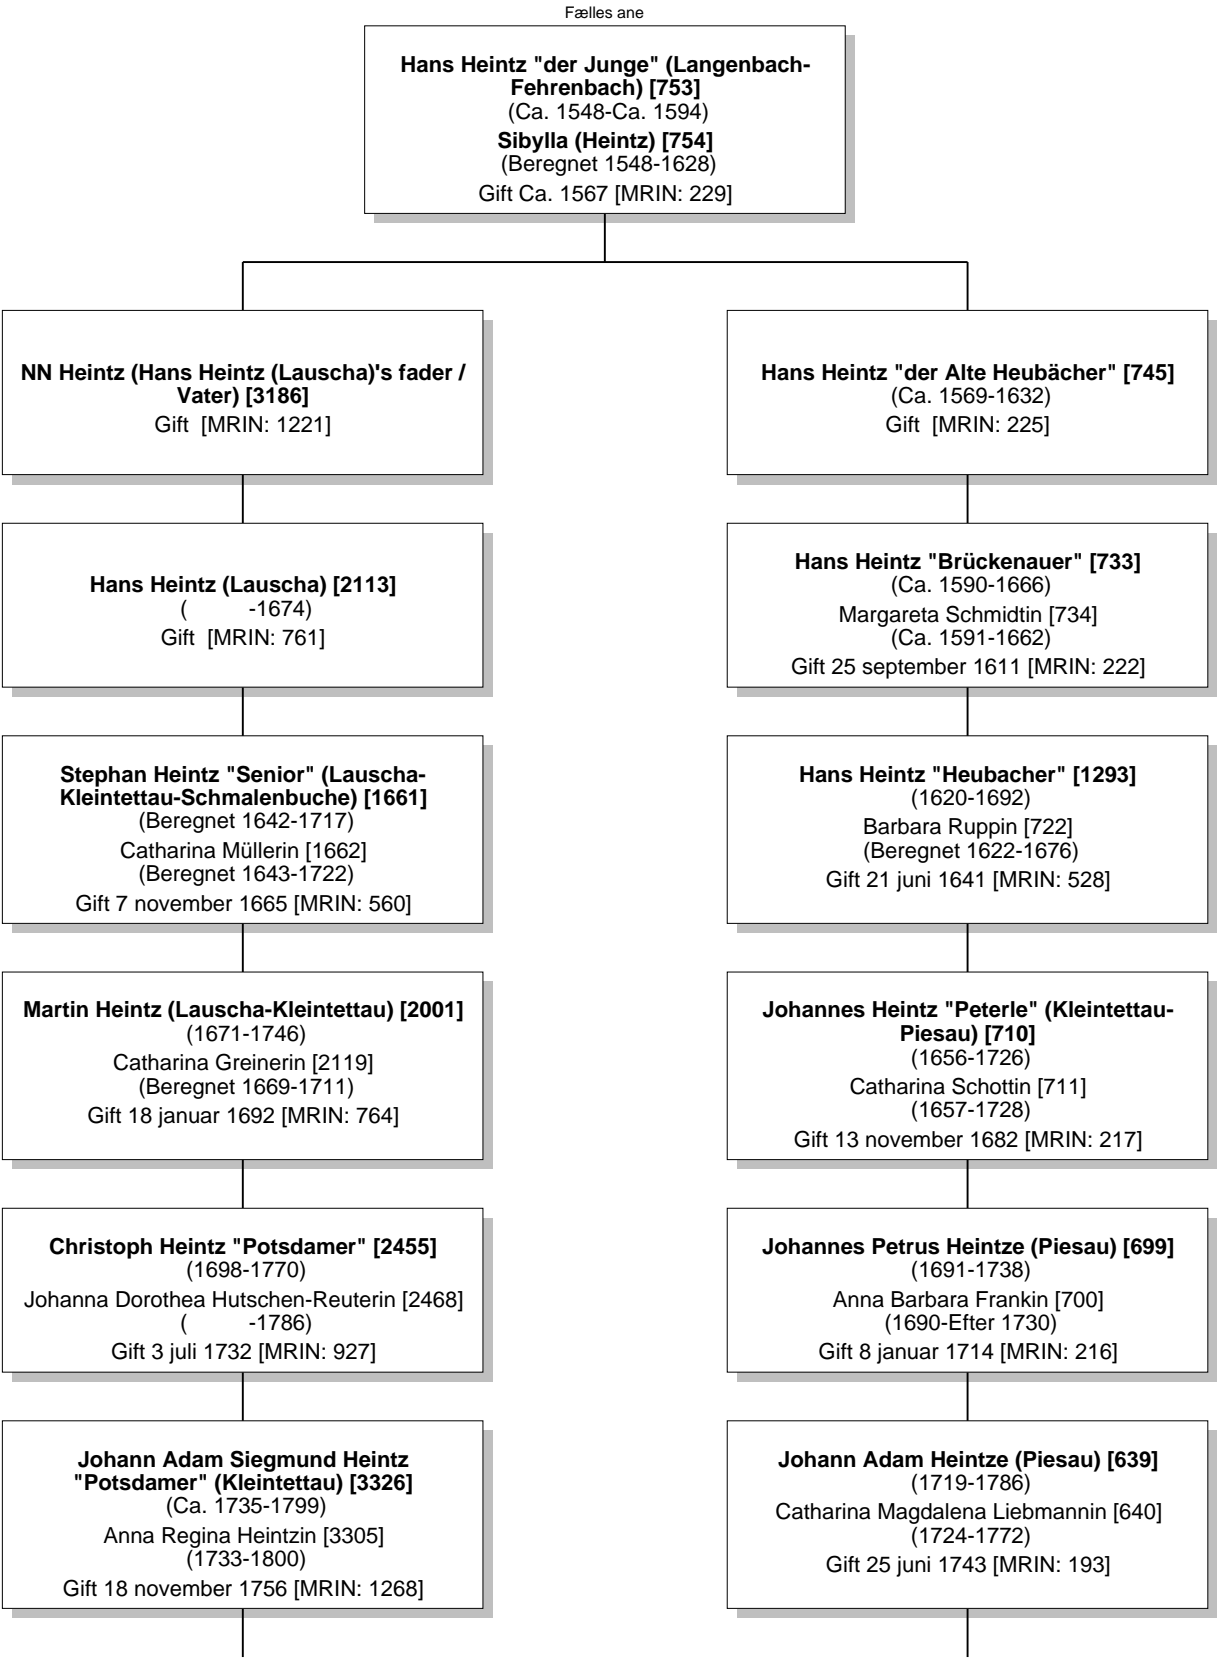 Fælles ane
Hans Heintz "der Junge" (Langenbach-
Fehrenbach) [753]
(Ca. 1548-Ca. 1594)
Sibylla (Heintz) [754]
(Beregnet 1548-1628)
Gift Ca. 1567 [MRIN: 229]
NN Heintz (Hans Heintz (Lauscha)'s fader /
Vater) [3186]
Gift  [MRIN: 1221]
Hans Heintz "der Alte Heubächer" [745]
(Ca. 1569-1632)
Gift  [MRIN: 225]
Hans Heintz (Lauscha) [2113]
(          -1674)
Gift  [MRIN: 761]
Hans Heintz "Brückenauer" [733]
(Ca. 1590-1666)
Margareta Schmidtin [734]
(Ca. 1591-1662)
Gift 25 september 1611 [MRIN: 222]
Stephan Heintz "Senior" (Lauscha-
Kleintettau-Schmalenbuche) [1661]
(Beregnet 1642-1717)
Catharina Müllerin [1662]
(Beregnet 1643-1722)
Gift 7 november 1665 [MRIN: 560]
Hans Heintz "Heubacher" [1293]
(1620-1692)
Barbara Ruppin [722]
(Beregnet 1622-1676)
Gift 21 juni 1641 [MRIN: 528]
Martin Heintz (Lauscha-Kleintettau) [2001]
(1671-1746)
Catharina Greinerin [2119]
(Beregnet 1669-1711)
Gift 18 januar 1692 [MRIN: 764]
Johannes Heintz "Peterle" (Kleintettau-
Piesau) [710]
(1656-1726)
Catharina Schottin [711]
(1657-1728)
Gift 13 november 1682 [MRIN: 217]
Christoph Heintz "Potsdamer" [2455]
(1698-1770)
Johanna Dorothea Hutschen-Reuterin [2468]
(          -1786)
Gift 3 juli 1732 [MRIN: 927]
Johannes Petrus Heintze (Piesau) [699]
(1691-1738)
Anna Barbara Frankin [700]
(1690-Efter 1730)
Gift 8 januar 1714 [MRIN: 216]
Johann Adam Siegmund Heintz
"Potsdamer" (Kleintettau) [3326]
(Ca. 1735-1799)
Anna Regina Heintzin [3305]
(1733-1800)
Gift 18 november 1756 [MRIN: 1268]
Johann Adam Heintze (Piesau) [639]
(1719-1786)
Catharina Magdalena Liebmannin [640]
(1724-1772)
Gift 25 juni 1743 [MRIN: 193]